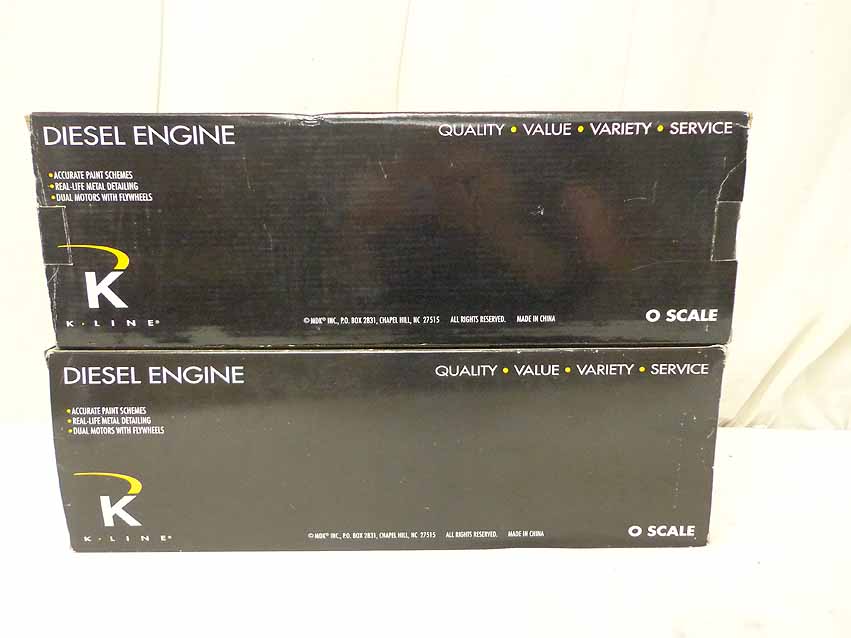 DIESEL ENGINE
QUALITY • VALUE • VARIETY • SERVICE
• ACCURATE PAINT SCHEMES
• REAL-LIFE METAL DETAILING
• DUAL MOTORS WITH FLYWHEELS
K
K · LINE®
© MDK® INC., P.O. BOX 2831, CHAPEL HILL, NC 27515 ALL RIGHTS RESERVED. MADE IN CHINA
O SCALE
DIESEL ENGINE
QUALITY • VALUE • VARIETY • SERVICE
• ACCURATE PAINT SCHEMES
• REAL-LIFE METAL DETAILING
• DUAL MOTORS WITH FLYWHEELS
K
K · LINE®
© MDK® INC., P.O. BOX 2831, CHAPEL HILL, NC 27515 ALL RIGHTS RESERVED. MADE IN CHINA
O SCALE